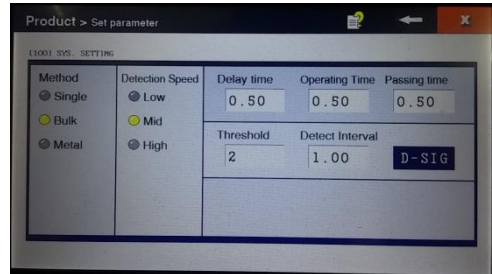 Product > Set parameter
[100] SYS. SETTING
Method
Single
Bulk
Metal
Detection Speed
Low
Mid
High
Delay time Operating Time Passing time
0.50 0.50 0.50
Threshold Detect Interval
2 1.00 D-SIG